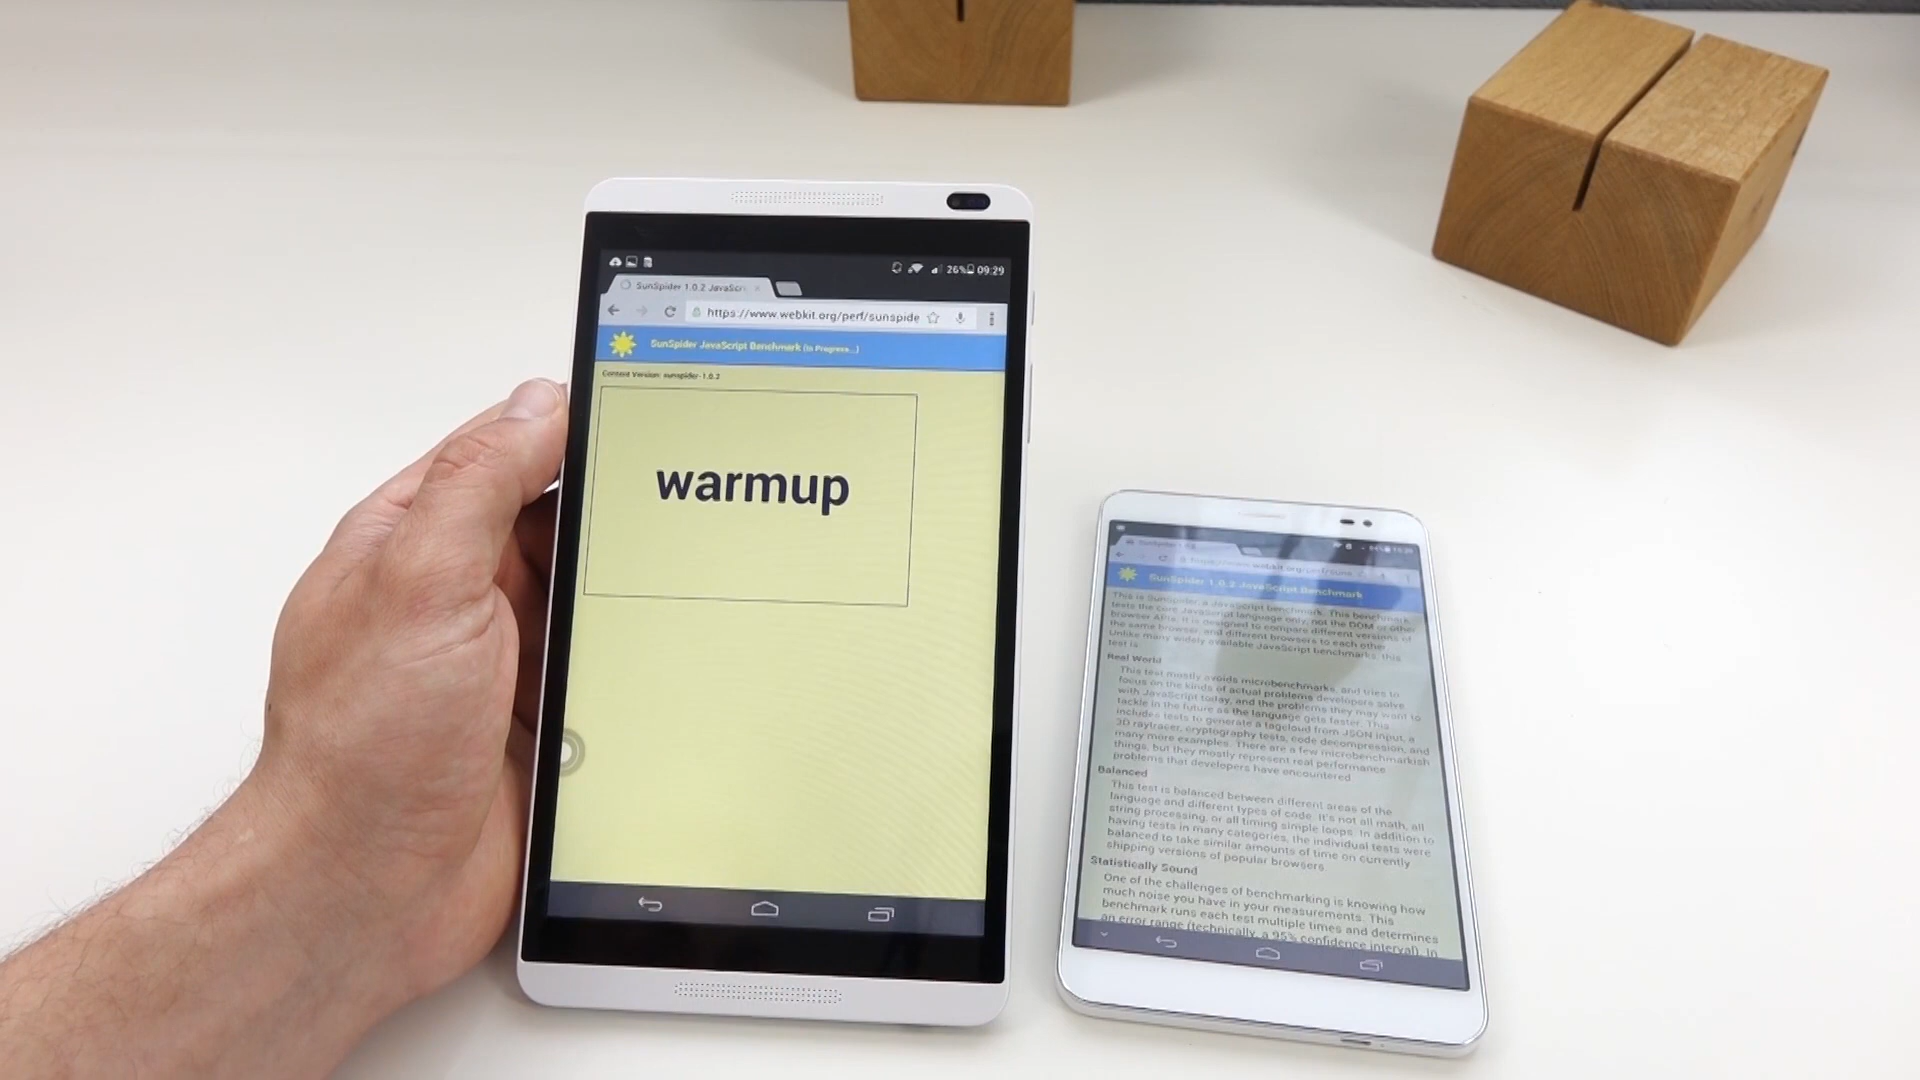 26% 09:29
SunSpider 1.0.2 JavaScri
https://www.webkit.org/perf/sunspide
SunSpider JavaScript Benchmark (In Progress...)
Content Version: sunspider-1.0.2
warmup
SunSpider 1.0.2 JavaScript Benchmark
This is SunSpider, a JavaScript benchmark. This benchmark
tests the core JavaScript language only, not the DOM or other
browser APIs. It is designed to compare different versions of
the same browser, and different browsers to each other.
Unlike many widely available JavaScript benchmarks, this
test is:
Real World
This test mostly avoids microbenchmarks, and tries to
focus on the kinds of actual problems developers solve
with JavaScript today, and the problems they may want to
tackle in the future as the language gets faster. This
includes tests to generate a tagcloud from JSON input, a
3D raytracer, cryptography tests, code decompression, and
many more examples. There are a few microbenchmarkish
things, but they mostly represent real performance
problems that developers have encountered.
Balanced
This test is balanced between different areas of the
language and different types of code. It's not all math, all
string processing, or all timing simple loops. In addition to
having tests in many categories, the individual tests were
balanced to take similar amounts of time on currently
shipping versions of popular browsers.
Statistically Sound
One of the challenges of benchmarking is knowing how
much noise you have in your measurements. This
benchmark runs each test multiple times and determines
an error range (technically, a 95% confidence interval). In